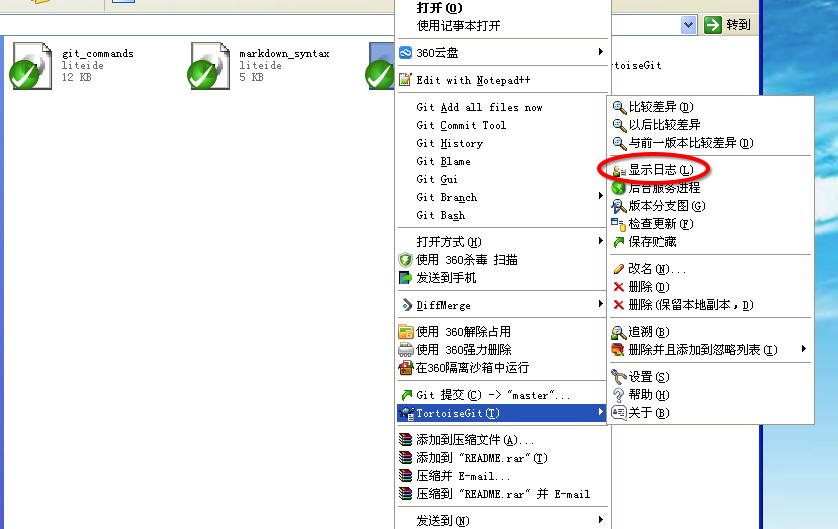 打开(O)
使用记事本打开
转到
git_commands
liteide
12 KB
markdown_syntax
liteide
5 KB
rtoiseGit
360云盘
Edit with Notepad++
Git Add all files now
Git Commit Tool
Git History
Git Blame
Git Gui
Git Branch
Git Bash
打开方式(H)
使用 360杀毒 扫描
发送到手机
DiffMerge
使用 360解除占用
使用 360强力删除
在360隔离沙箱中运行
Git 提交(C) -> "master"...
TortoiseGit(T)
添加到压缩文件(A)...
添加到 "README.rar"(T)
压缩并 E-mail...
压缩到 "README.rar" 并 E-mail
发送到(N)
比较差异(D)
以后比较差异
与前一版本比较差异(D)
显示日志(L)
后台服务进程
版本分支图(G)
检查更新(F)
保存贮藏
改名(N)...
删除(D)
删除(保留本地副本，D)
追溯(B)
删除并且添加到忽略列表(I)
设置(S)
帮助(H)
关于(B)